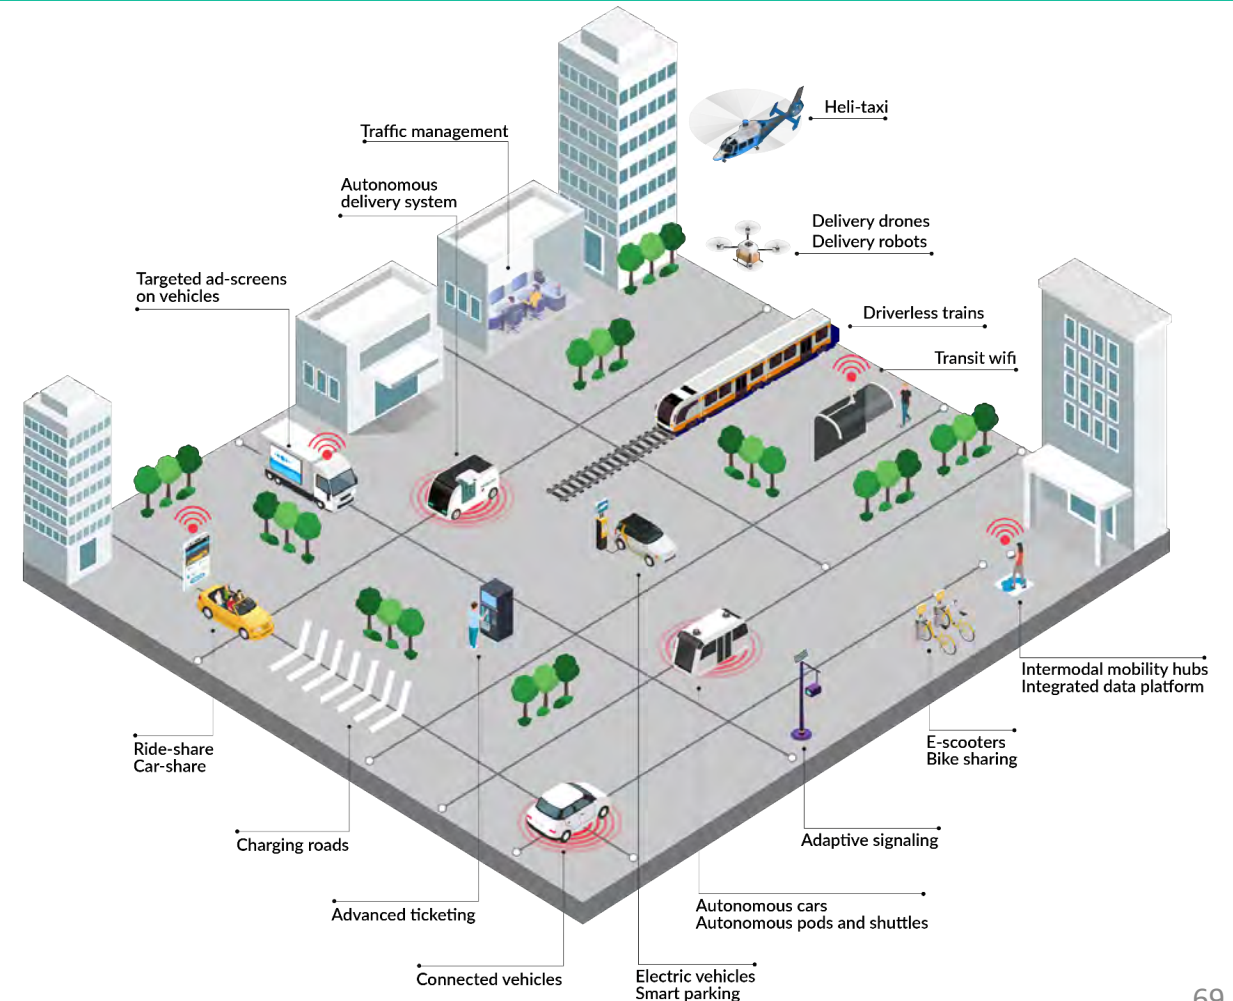 Heli-taxi
Traffic management
Autonomous
delivery system
Delivery drones
Delivery robots
Targeted ad-screens
on vehicles
Driverless trains
Transit wifi
Intermodal mobility hubs
Integrated data platform
Ride-share
Car-share
E-scooters
Bike sharing
Charging roads
Adaptive signaling
Advanced ticketing
Autonomous cars
Autonomous pods and shuttles
Connected vehicles
Electric vehicles
Smart parking
69